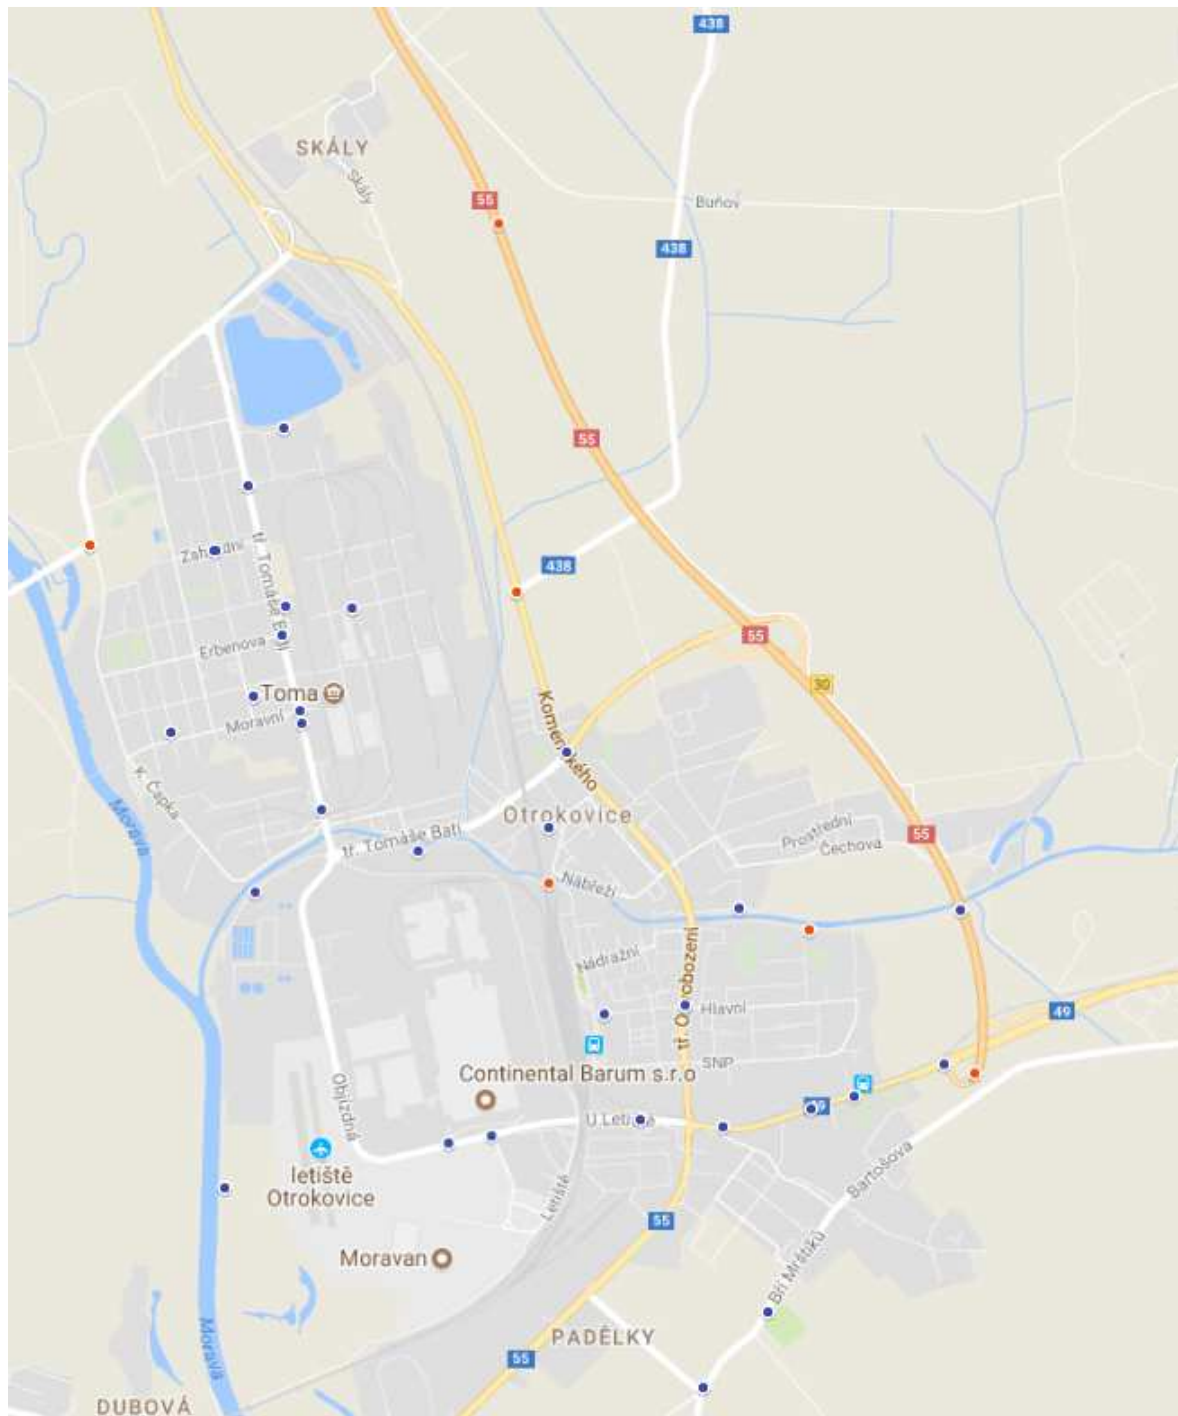 438
SKÁLY
Skály
55
Buňov
438
55
438
Zahradní
tř. Tomáše Bati
Erbenova
55
30
Toma
Moravní
Komenského
K. Čapka
Morava
Otrokovice
Prostřední
Čechova
55
tř. Tomáše Bati
Nábřeží
Nádražní
tř. Osvobození
Hlavní
49
SNP
Continental Barum s.r.o
Objízdná
49
U Letiště
letiště
Otrokovice
Bartošova
Letiště
55
Moravan
Bří Mrštíků
Morava
PADĚLKY
55
DUBOVÁ